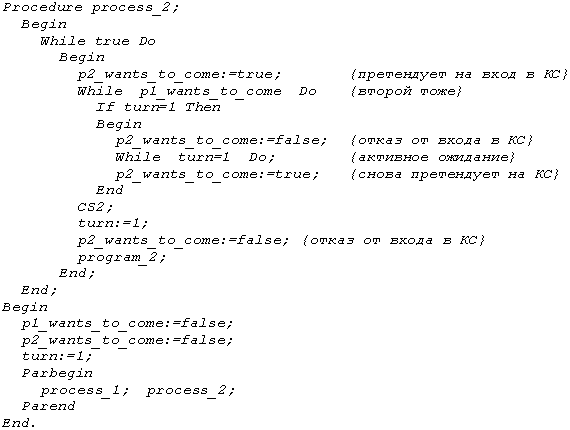 Procedure process_2;
Begin
While true Do
Begin
p2_wants_to_come:=true; {претендует на вход в КС}
While p1_wants_to_come Do {второй тоже}
If turn=1 Then
Begin
p2_wants_to_come:=false; {отказ от входа в КС}
While turn=1 Do; {активное ожидание}
p2_wants_to_come:=true; {снова претендует на КС}
End
CS2;
turn:=1;
p2_wants_to_come:=false; {отказ от входа в КС}
program_2;
End;
End;
Begin
p1_wants_to_come:=false;
p2_wants_to_come:=false;
turn:=1;
Parbegin
process_1; process_2;
Parend
End.